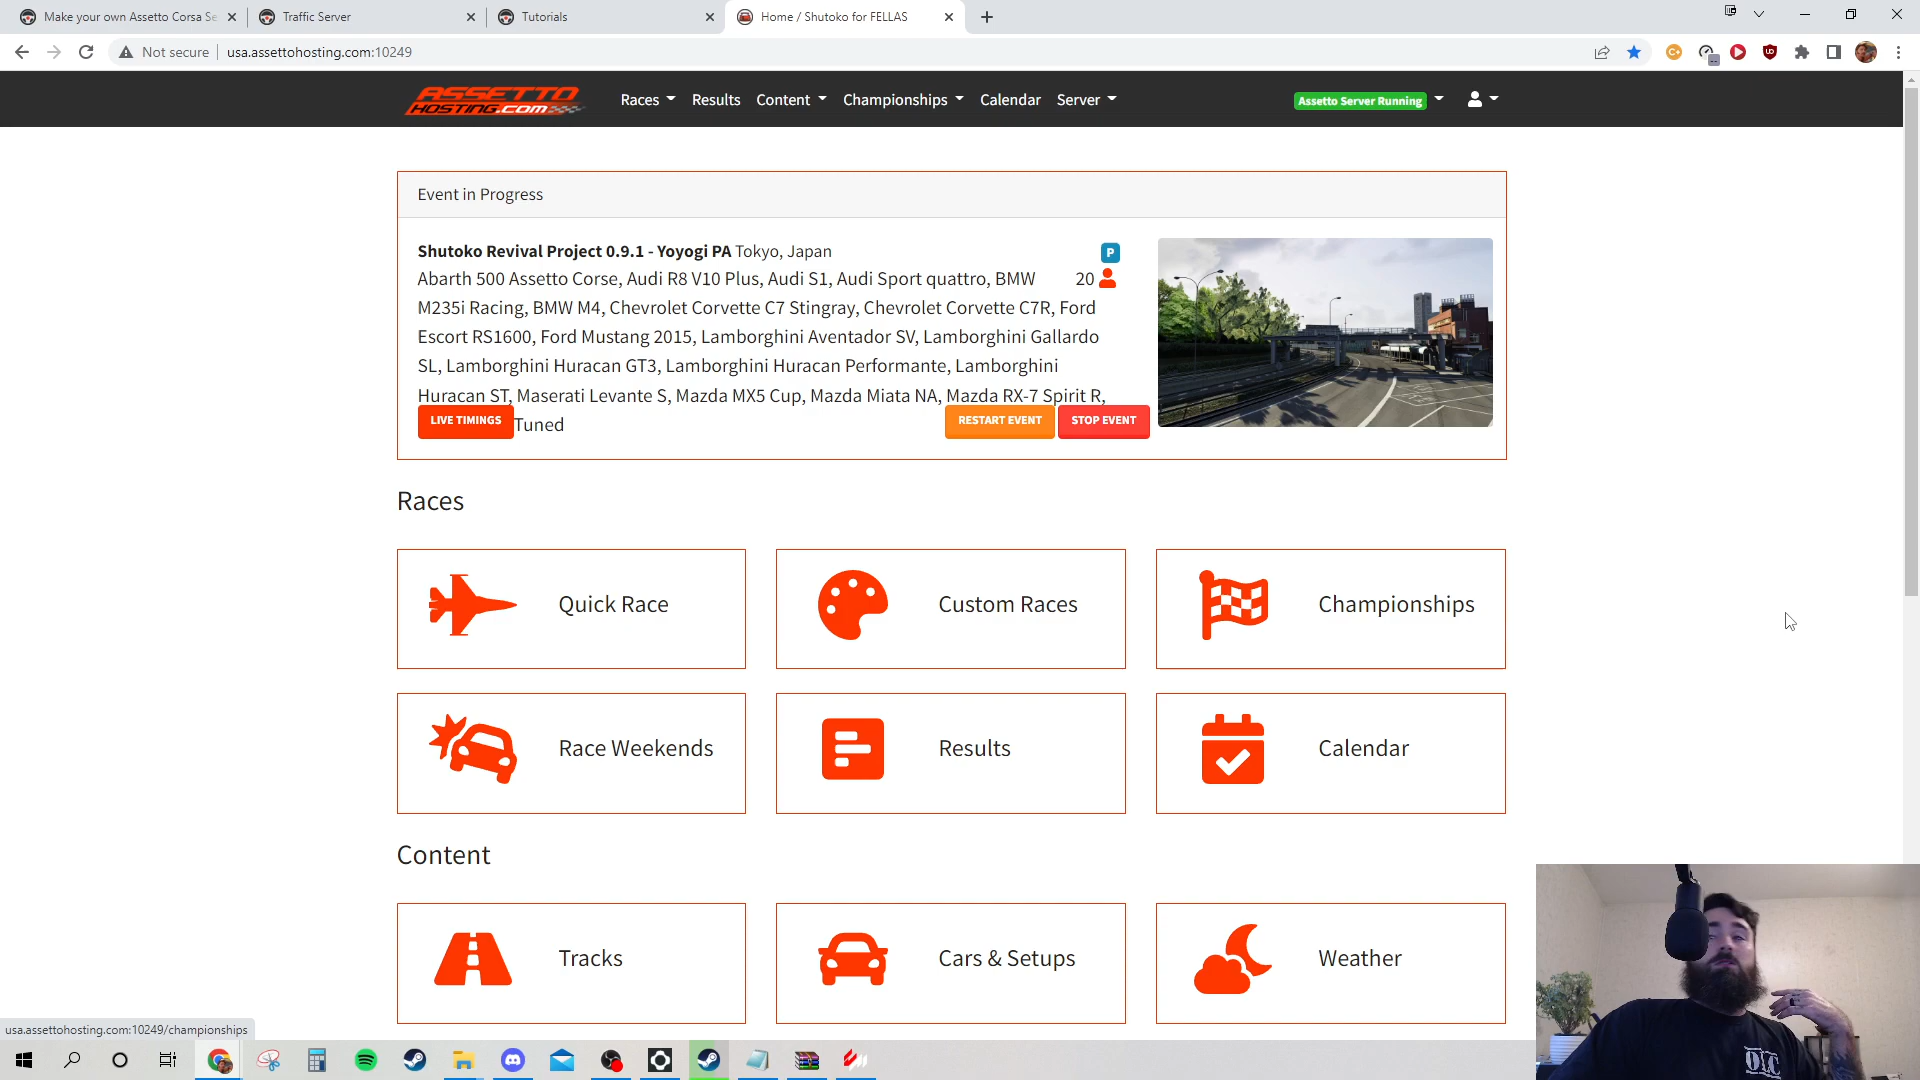 Make your own Assetto Corsa Se
Traffic Server
Tutorials
Home / Shutoko for FELLAS
Not secure
usa.assettohosting.com:10249
ASSETTO
HOSTING.COM
Races
Results
Content
Championships
Calendar
Server
Assetto Server Running
Event in Progress
Shutoko Revival Project 0.9.1 - Yoyogi PA Tokyo, Japan
P
Abarth 500 Assetto Corse, Audi R8 V10 Plus, Audi S1, Audi Sport quattro, BMW
20
M235i Racing, BMW M4, Chevrolet Corvette C7 Stingray, Chevrolet Corvette C7R, Ford
Escort RS1600, Ford Mustang 2015, Lamborghini Aventador SV, Lamborghini Gallardo
SL, Lamborghini Huracan GT3, Lamborghini Huracan Performante, Lamborghini
Huracan ST, Maserati Levante S, Mazda MX5 Cup, Mazda Miata NA, Mazda RX-7 Spirit R,
LIVE TIMINGS
Tuned
RESTART EVENT
STOP EVENT
Races
Quick Race
Custom Races
Championships
Race Weekends
Results
Calendar
Content
Tracks
Cars & Setups
Weather
usa.assettohosting.com:10249/championships
OLC